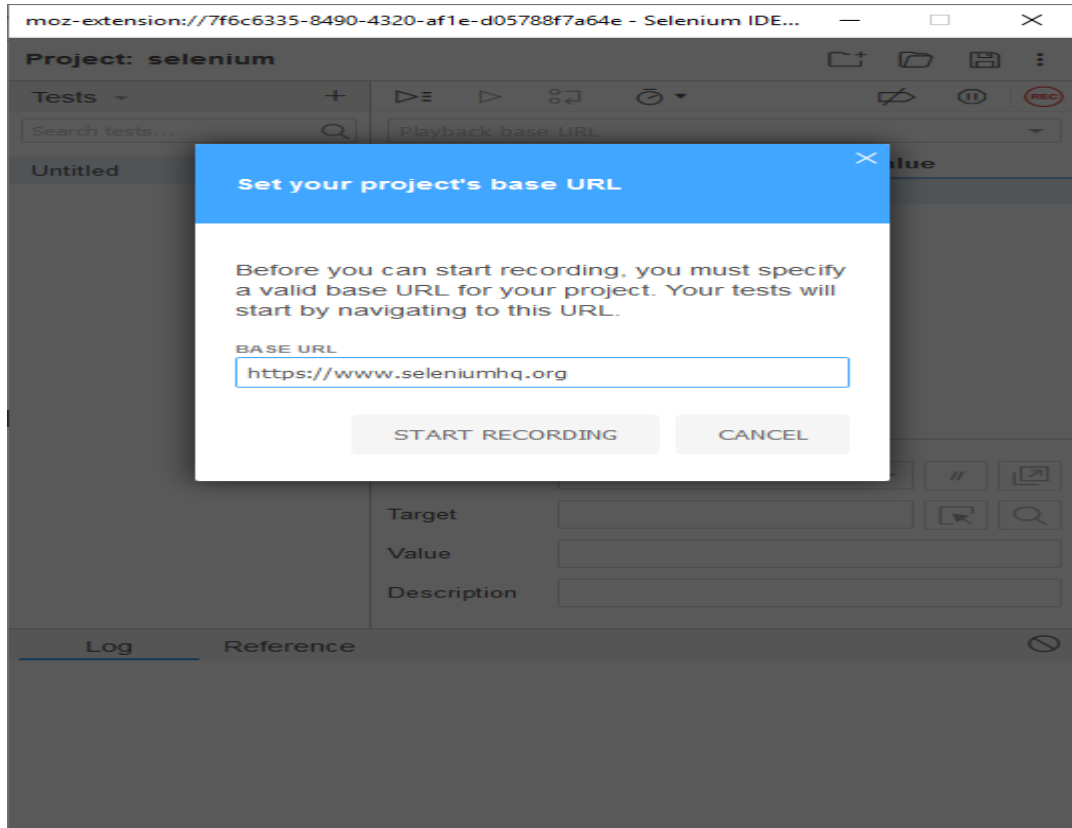 moz-extension://7f6c6335-8490-4320-af1e-d05788f7a64e - Selenium IDE...
Project: selenium
Tests
REC
Search tests...
Playback base URL
Untitled
alue
Set your project's base URL
Before you can start recording, you must specify
a valid base URL for your project. Your tests will
start by navigating to this URL.
BASE URL
https://www.seleniumhq.org
START RECORDING
CANCEL
//
Target
Value
Description
Log
Reference